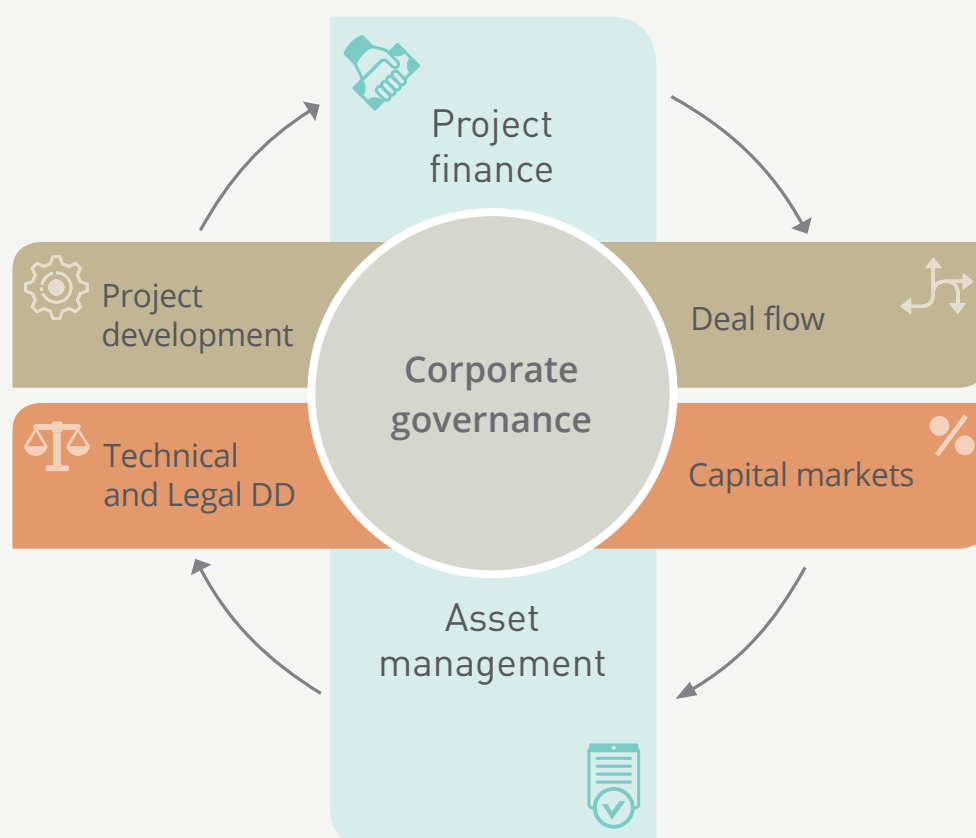 Project
finance
Project
development
Deal flow
Corporate
governance
Technical
and Legal DD
Capital markets
Asset
management